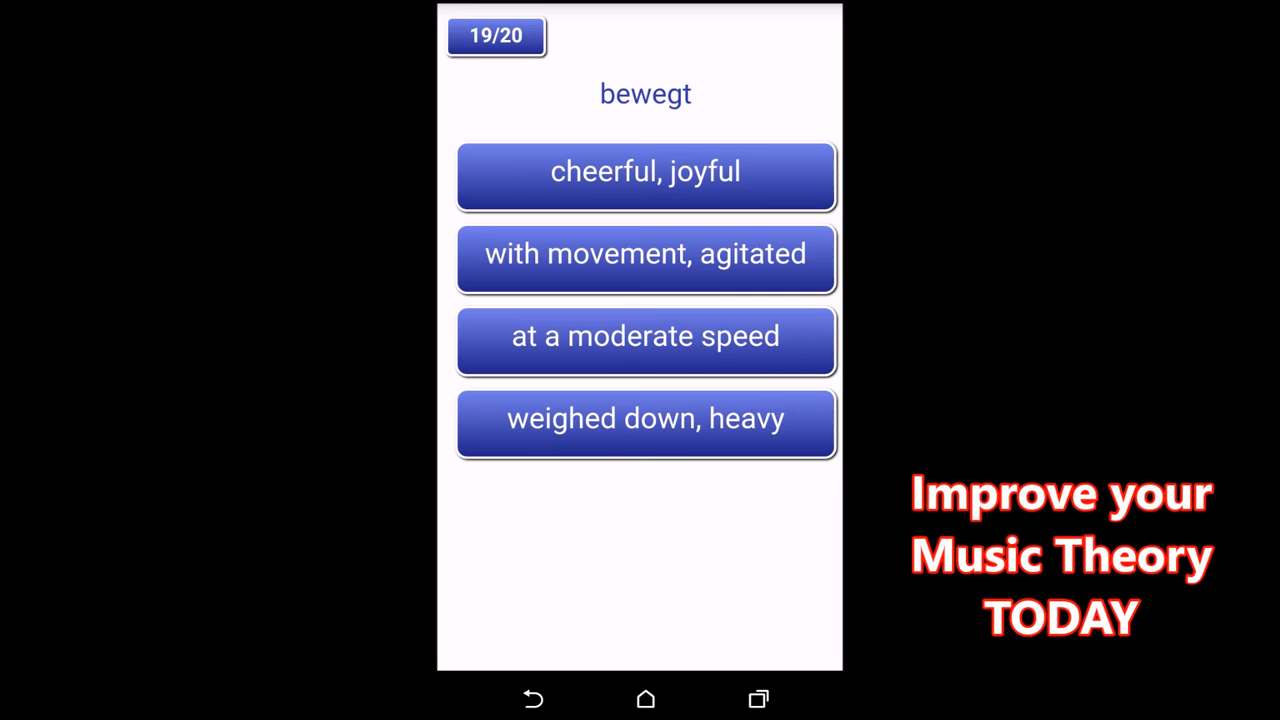 19/20
bewegt
cheerful, joyful
with movement, agitated
at a moderate speed
weighed down, heavy
Improve your
Music Theory
TODAY